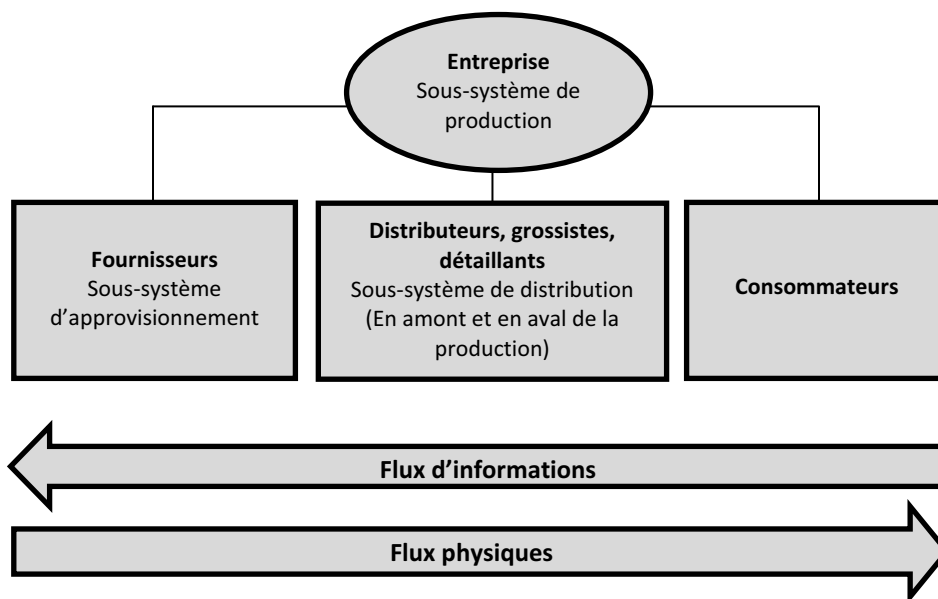 Entreprise
Sous-système de
production
Fournisseurs
Sous-système
d’approvisionnement
Distributeurs, grossistes,
détaillants
Sous-système de distribution
(En amont et en aval de la
production)
Consommateurs
Flux d’informations
Flux physiques